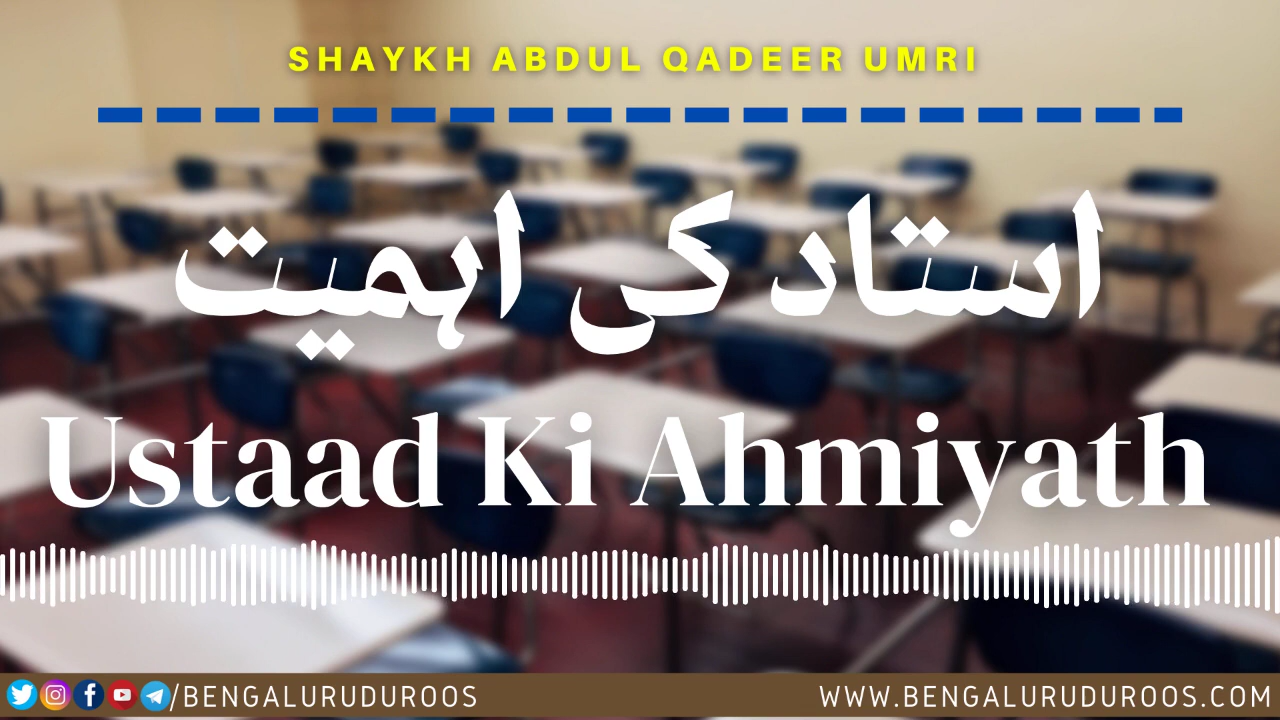 SHAYKH ABDUL QADEER UMRI
استاد کی اہمیت
Ustaad Ki Ahmiyath
/BENGALURUDUROOS
WWW.BENGALURUDUROOS.COM